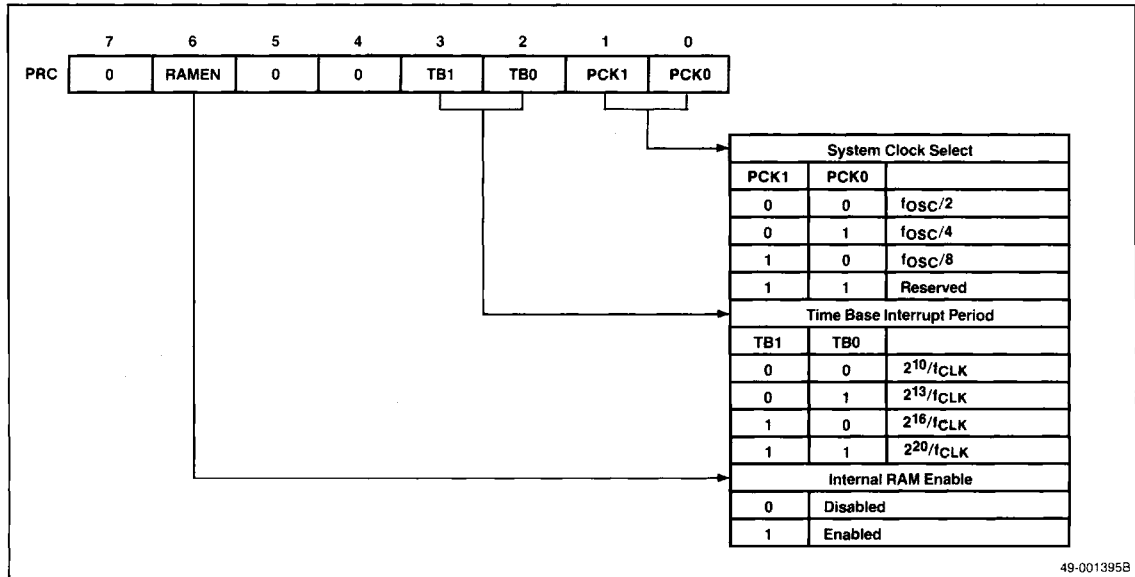 7 6 5 4 3 2 1 0
PRC 0 RAMEN 0 0 TB1 TB0 PCK1 PCK0
System Clock Select
PCK1 PCK0
0 0 fOSC/2
0 1 fOSC/4
1 0 fOSC/8
1 1 Reserved
Time Base Interrupt Period
TB1 TB0
0 0 2^10/fCLK
0 1 2^13/fCLK
1 0 2^16/fCLK
1 1 2^20/fCLK
Internal RAM Enable
0 Disabled
1 Enabled
49-001395B